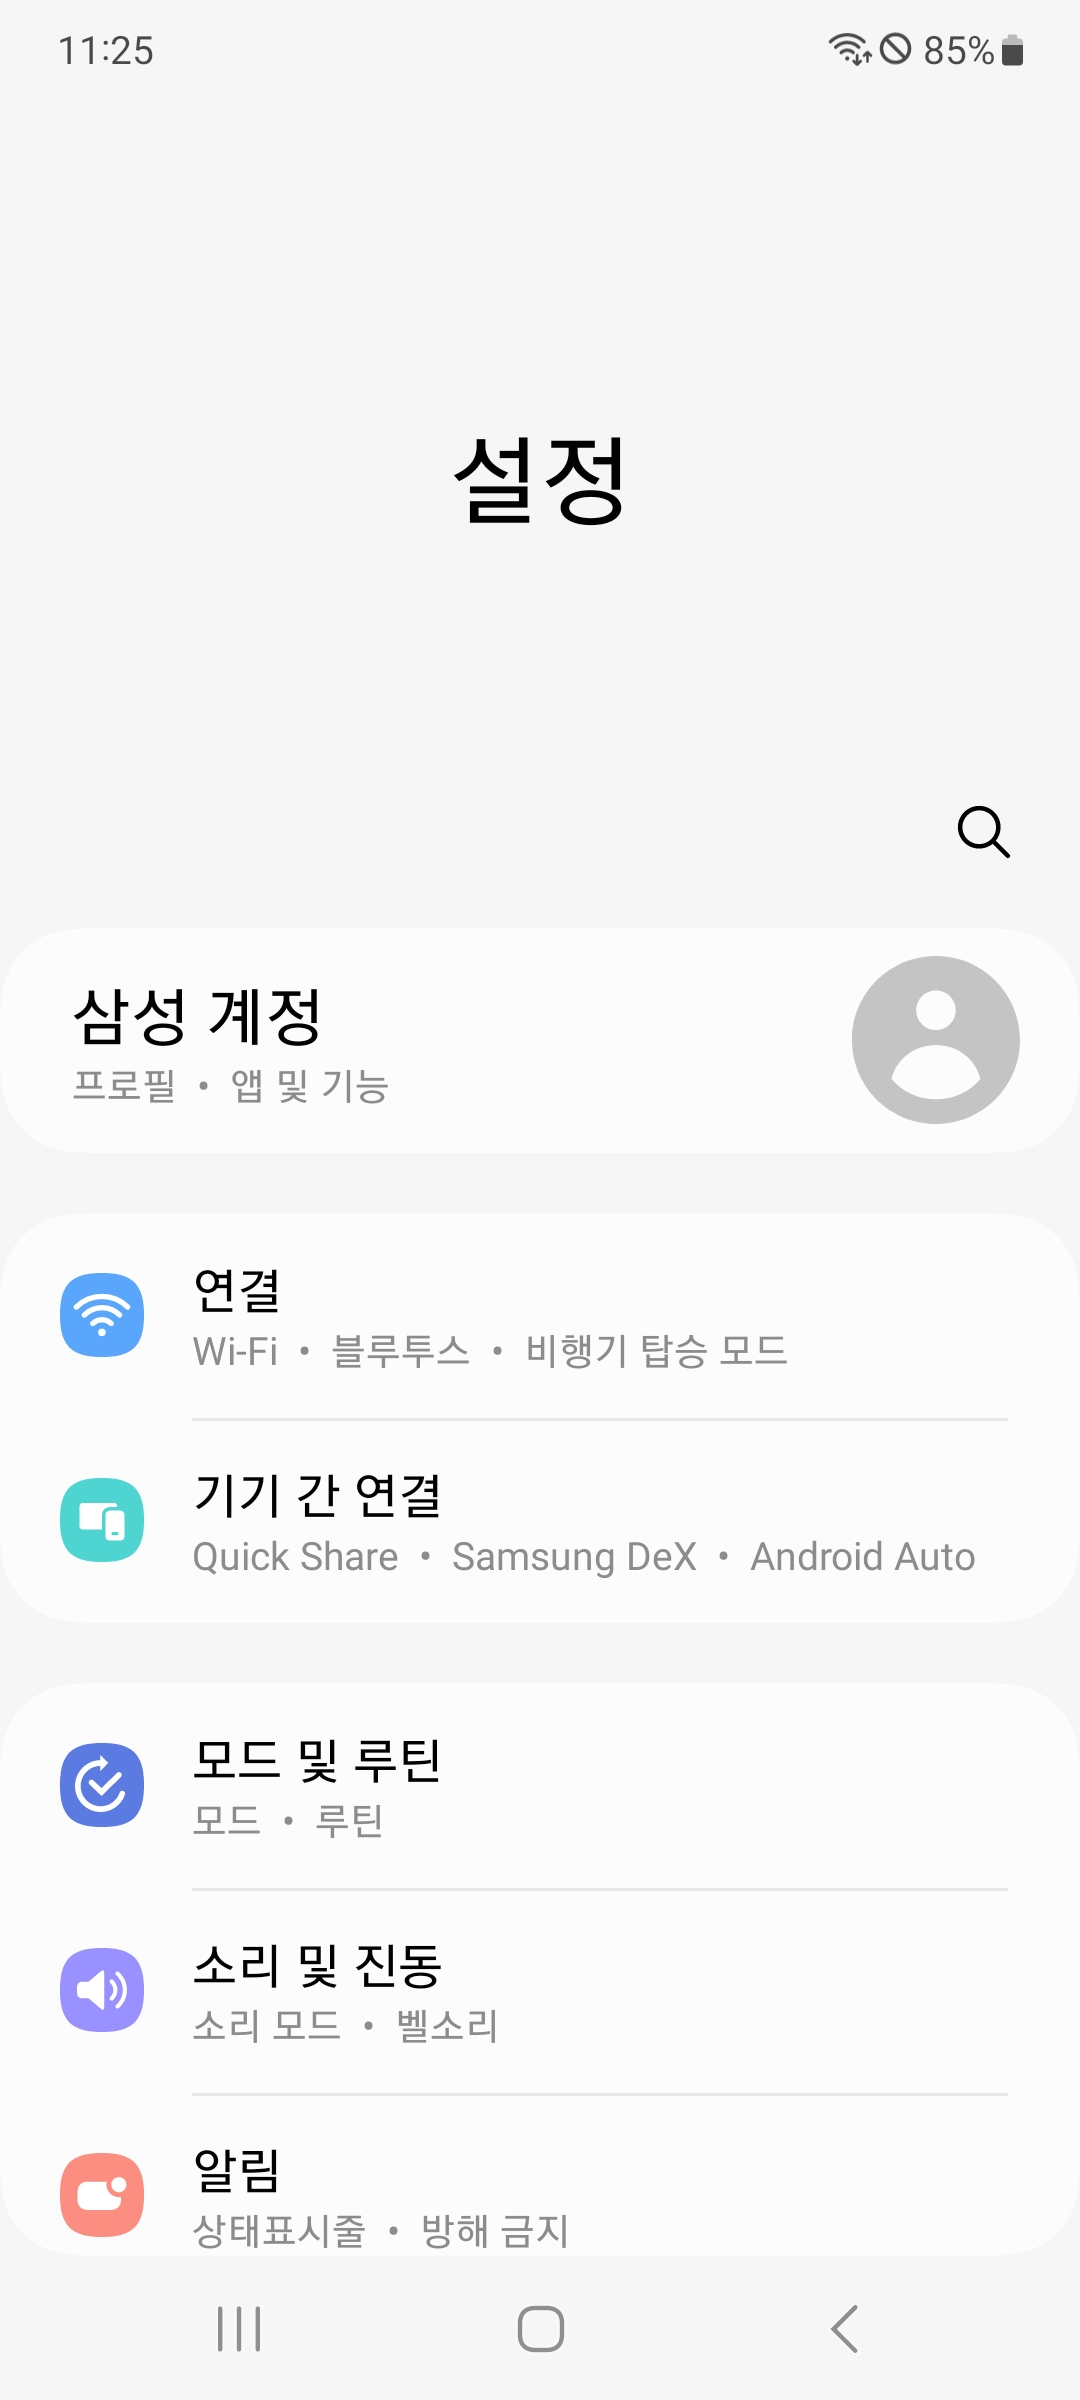 11:25 85%
설정
삼성 계정
프로필 • 앱 및 기능
연결
Wi-Fi • 블루투스 • 비행기 탑승 모드
기기 간 연결
Quick Share • Samsung DeX • Android Auto
모드 및 루틴
모드 • 루틴
소리 및 진동
소리 모드 • 벨소리
알림
상태표시줄 • 방해 금지